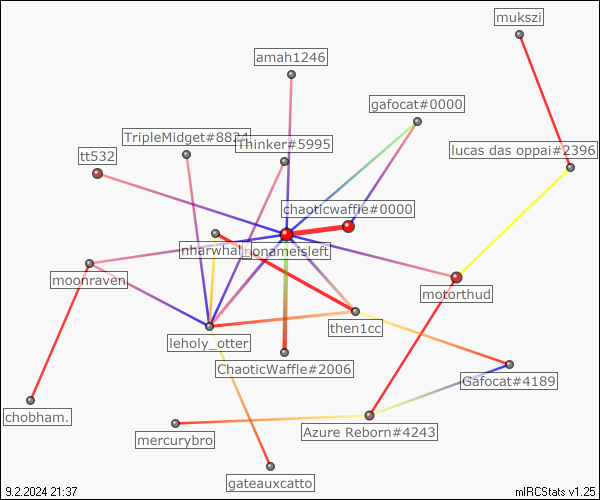 mukszi
amah1246
gafocat#0000
TripleMidget#8824
Thinker#5995
lucas das oppai#2396
tt532
chaoticwaffle#0000
nharwhal
nonameisleft
moonraven
motorthud
leholy_otter
then1cc
ChaoticWaffle#2006
Gafocat#4189
chobham.
mercurybro
Azure Reborn#4243
gateauxcatto
9.2.2024 21:37
mIRCStats v1.25